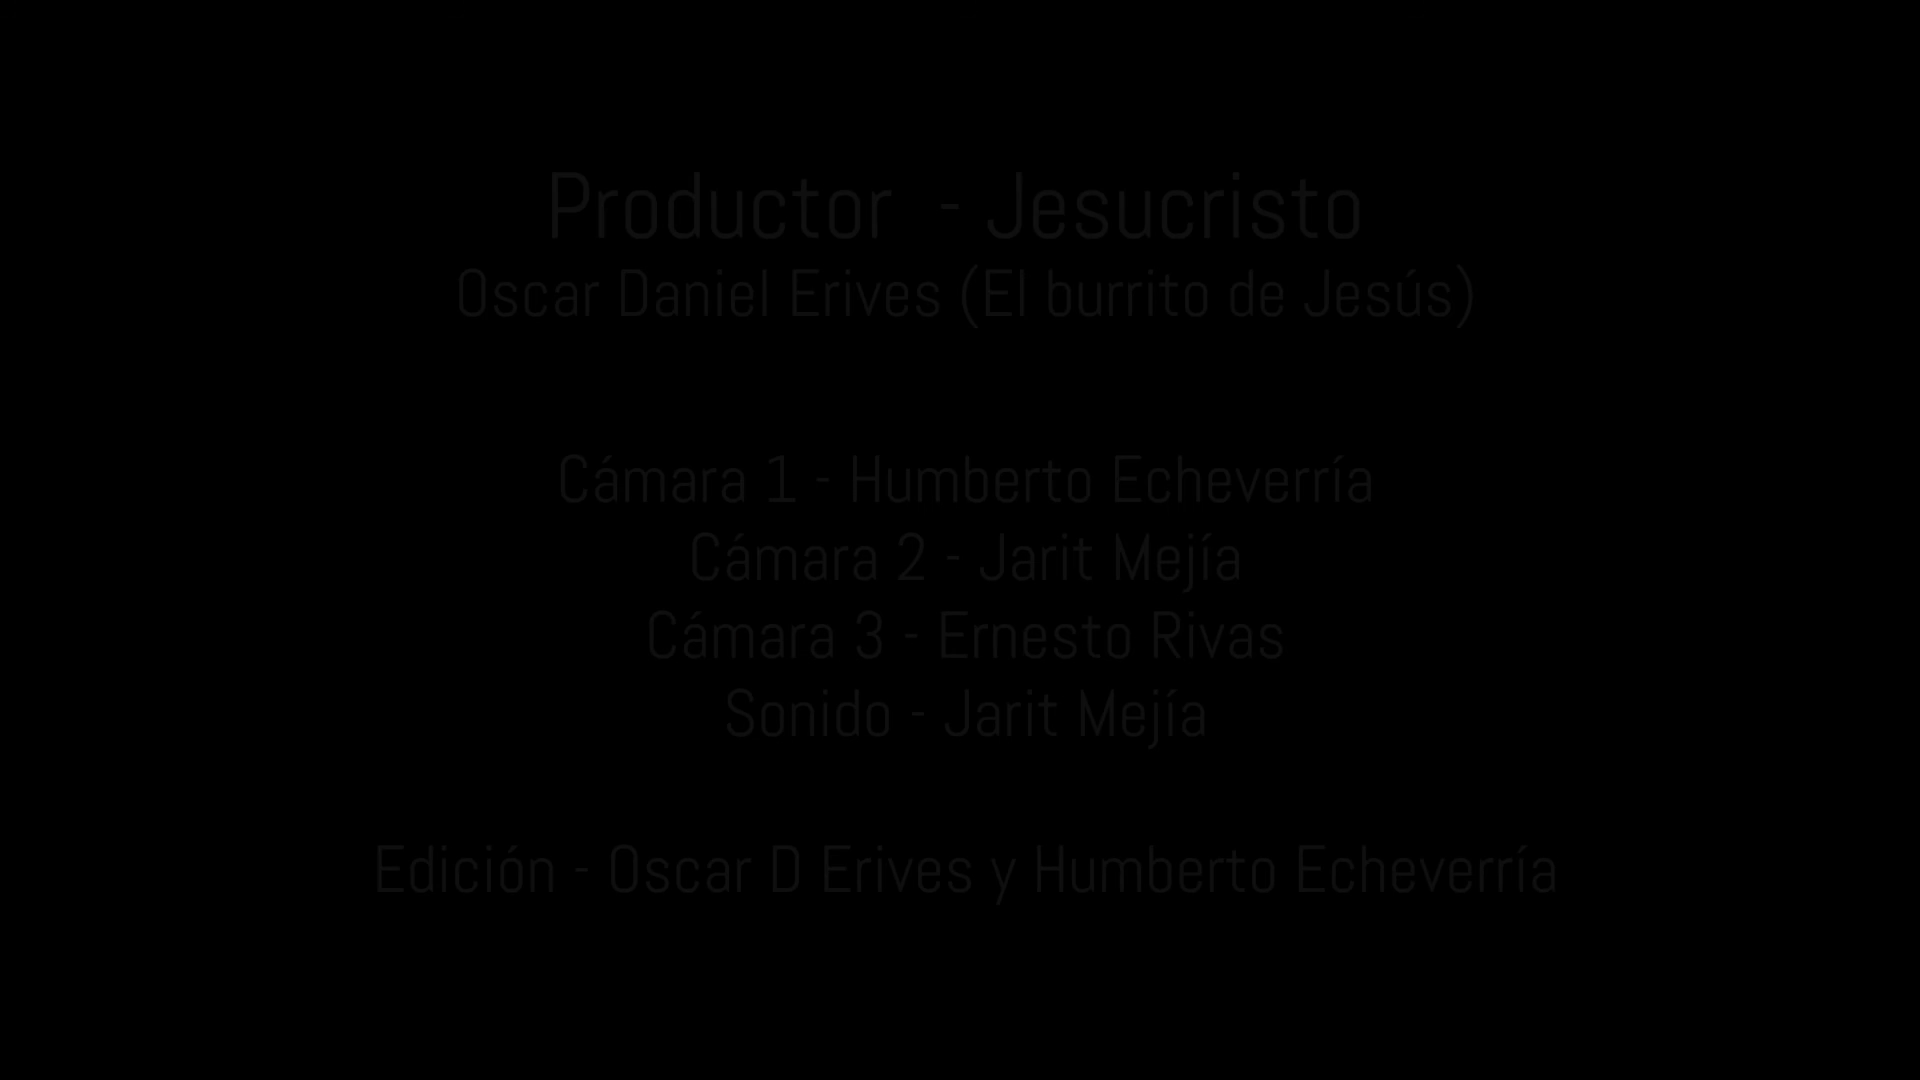 Productor - Jesucristo
Oscar Daniel Erives (El burrito de Jesús)
Cámara 1 - Humberto Echeverría
Cámara 2 - Jarit Mejía
Cámara 3 - Ernesto Rivas
Sonido - Jarit Mejía
Edición - Oscar D Erives y Humberto Echeverría